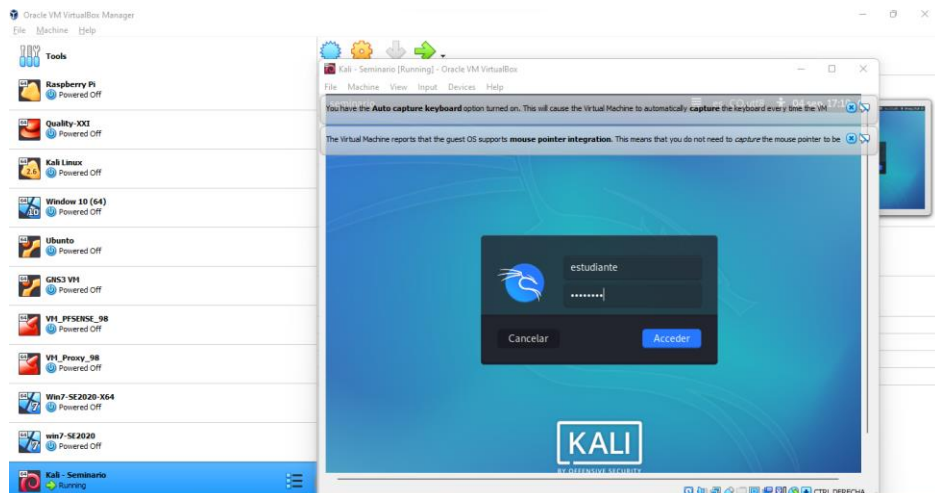 Oracle VM VirtualBox Manager
File Machine Help
Tools
Raspberry Pi
Powered Off
Quality-XXI
Powered Off
Kali Linux
Powered Off
Window 10 (64)
Powered Off
Ubunto
Powered Off
GNS3 VM
Powered Off
VM_PFSENSE_98
Powered Off
VM_Proxy_98
Powered Off
Win7-SE2020-X64
Powered Off
win7-SE2020
Powered Off
Kali - Seminario
Running
Kali - Seminario [Running] - Oracle VM VirtualBox
File Machine View Input Devices Help
You have the Auto capture keyboard option turned on. This will cause the Virtual Machine to automatically capture the keyboard every time the VM
The Virtual Machine reports that the guest OS supports mouse pointer integration. This means that you do not need to capture the mouse pointer to be
estudiante
••••••••
Cancelar Acceder
KALI
BY OFFENSIVE SECURITY
CTRL DERECHA